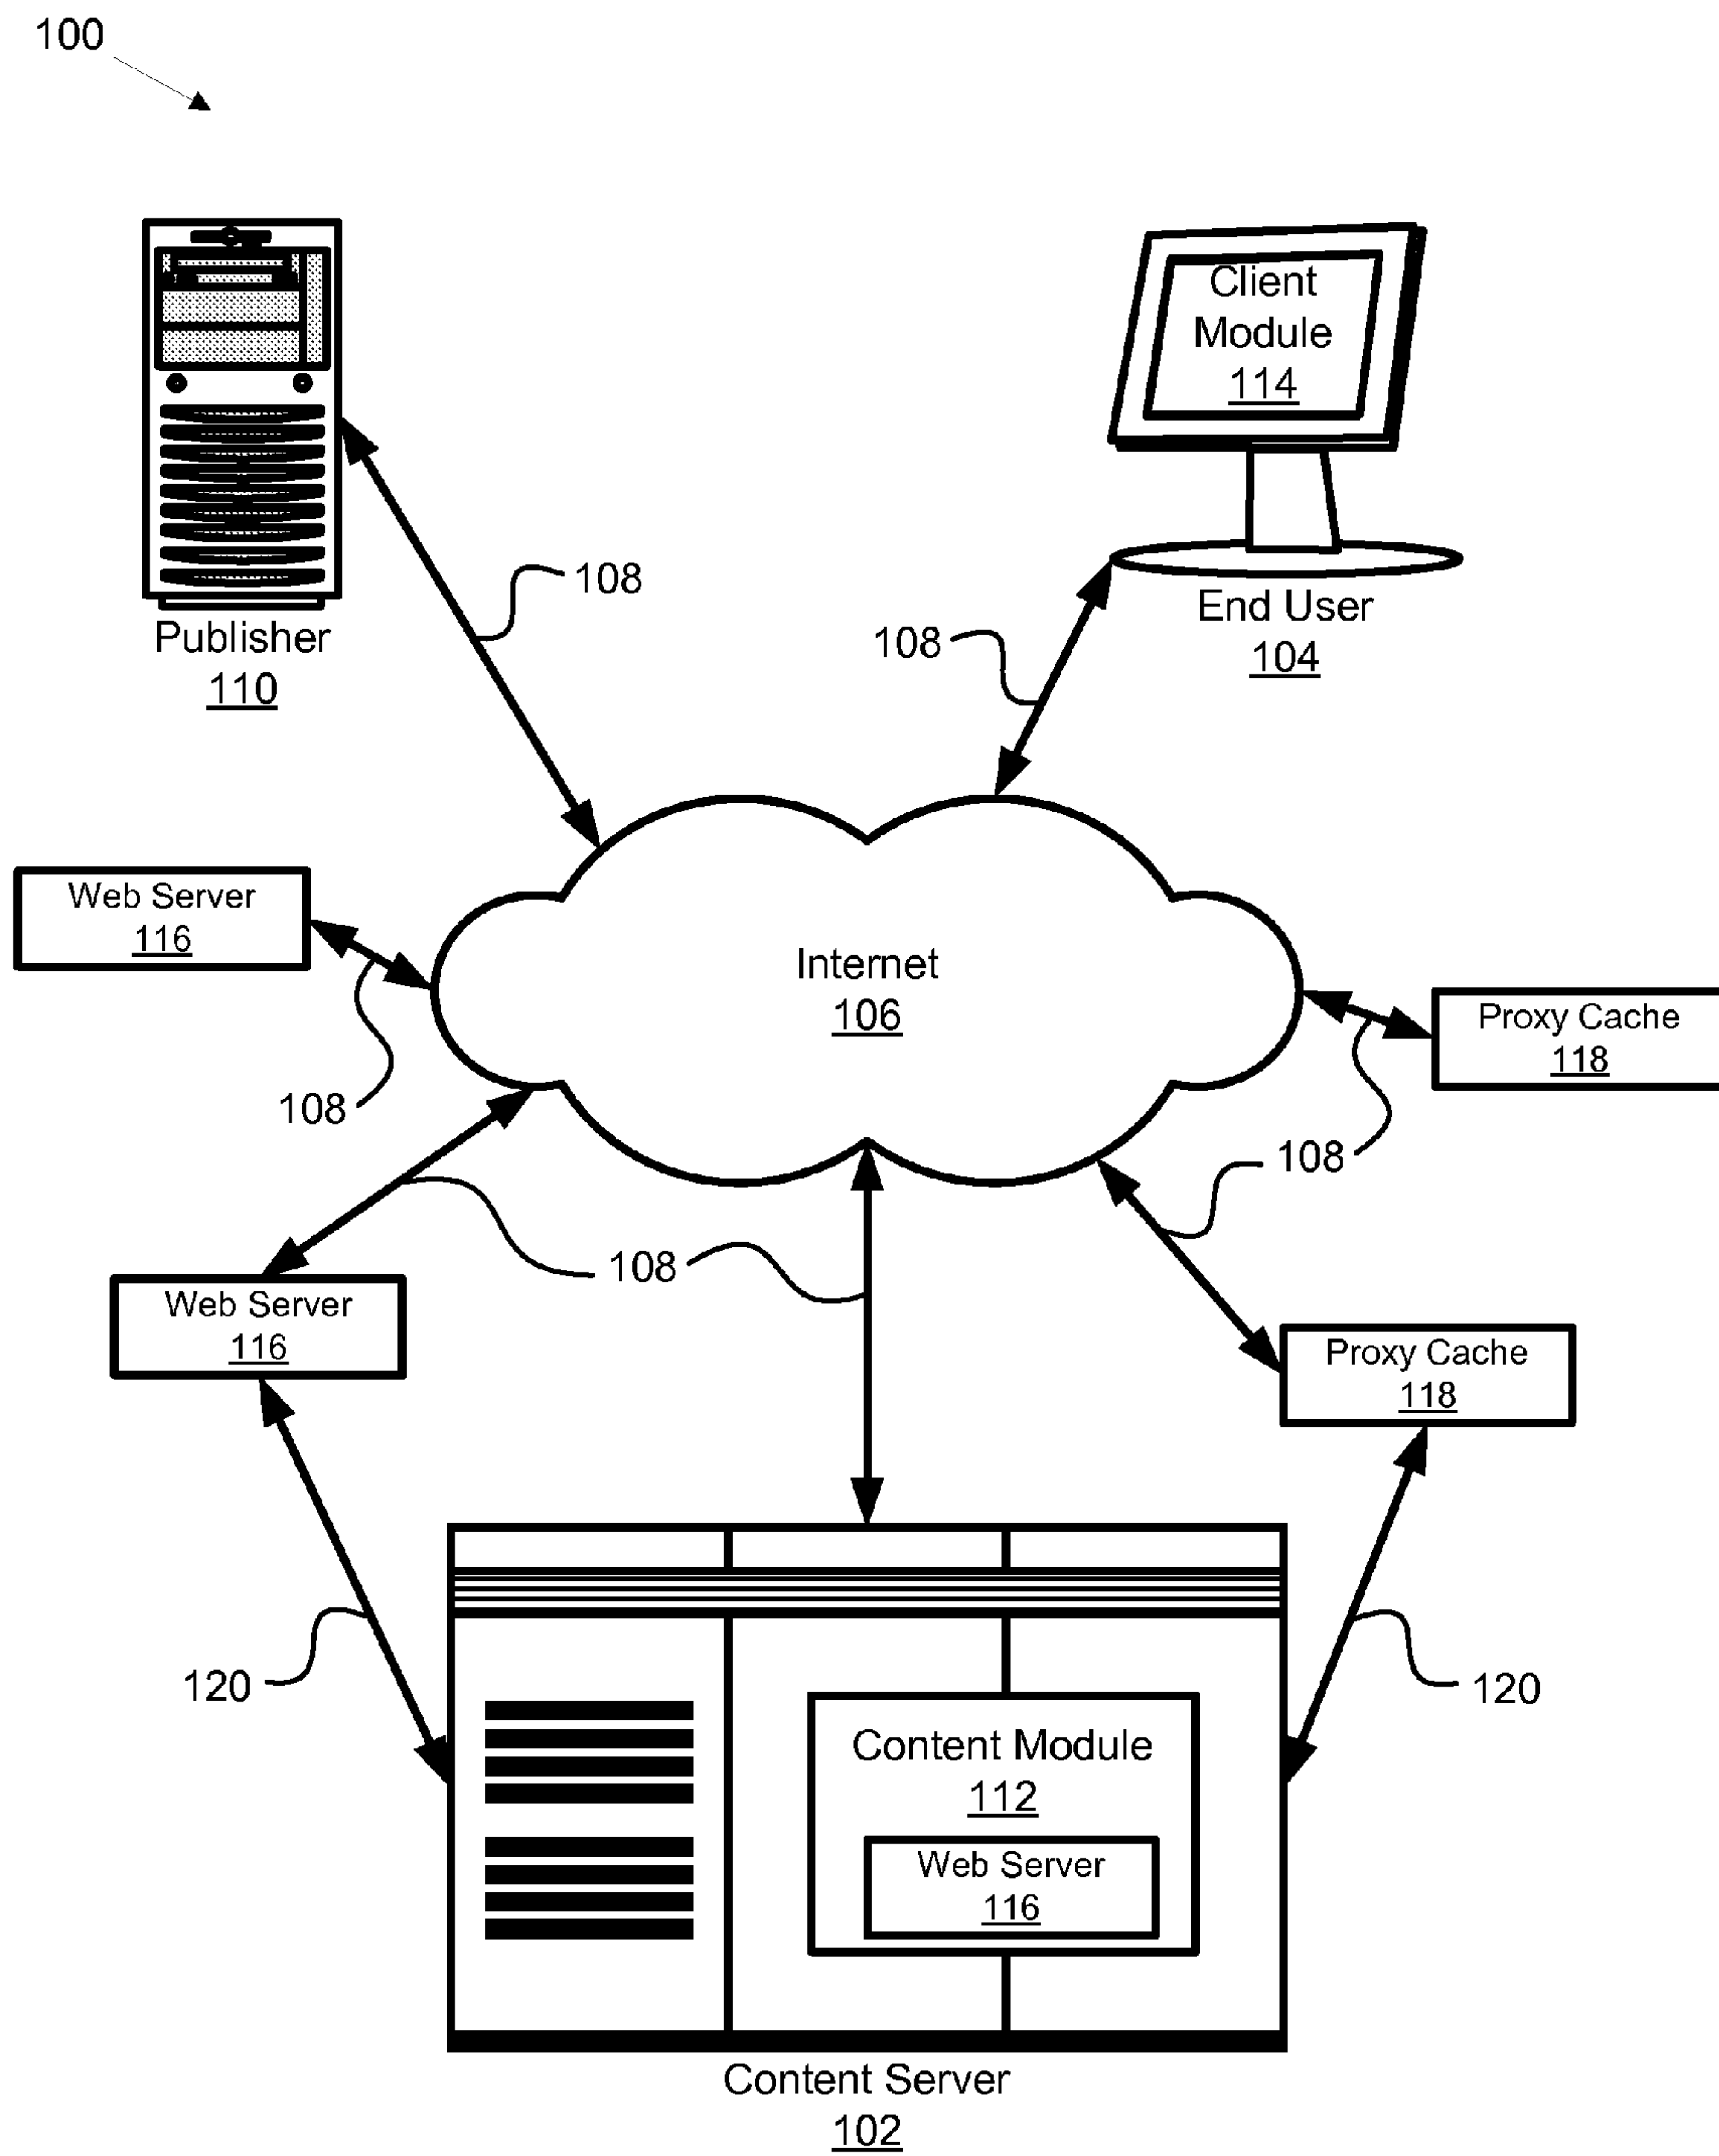 100
Client
Module
114
108
End User
104
108
Publisher
110
Web Server
116
Internet
106
Proxy Cache
118
108
108
108
Web Server
116
Proxy Cache
118
120
120
Content Module
112
Web Server
116
Content Server
102